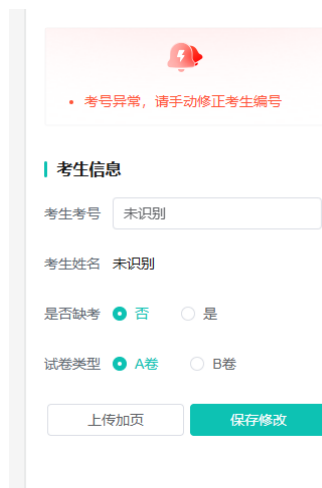 考号异常，请手动修正考生编号
考生信息
考生考号 未识别
考生姓名 未识别
是否缺考 否 是
试卷类型 A卷 B卷
上传加页 保存修改